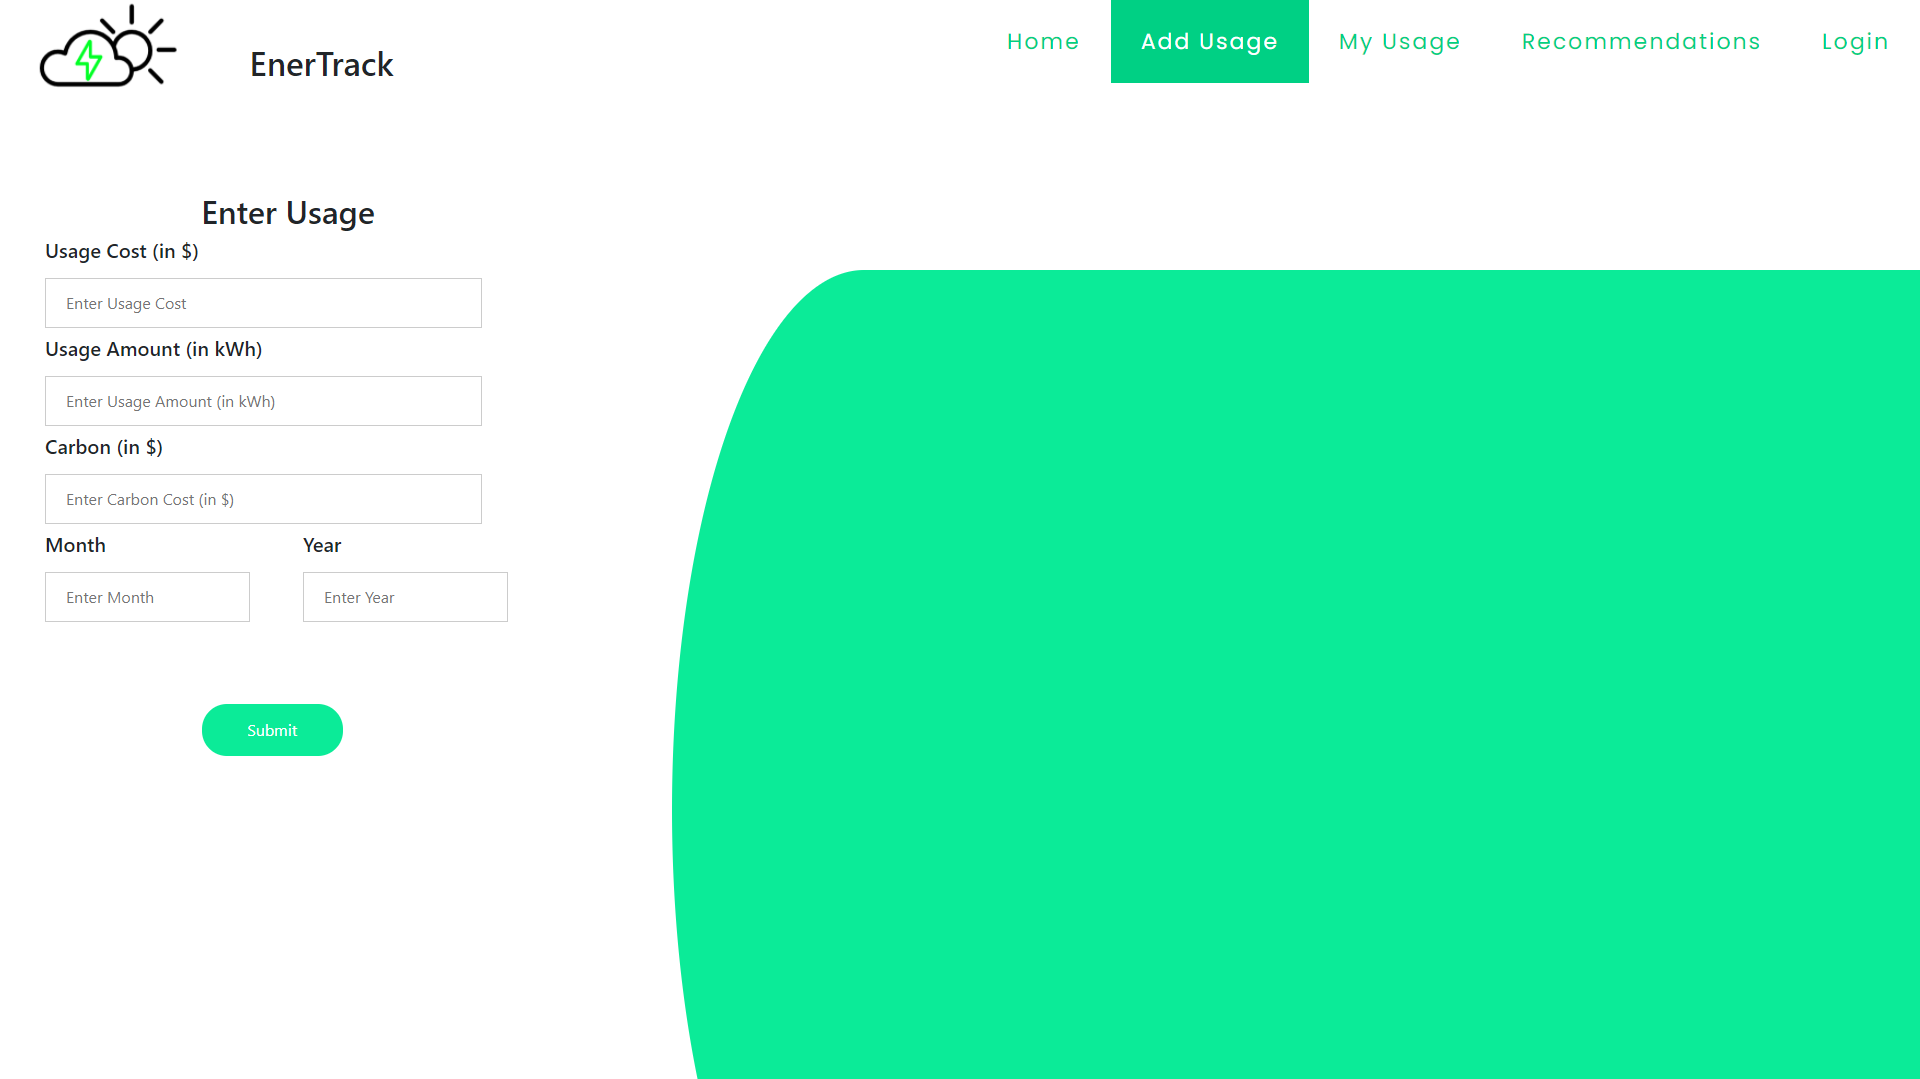 EnerTrack
Home
Add Usage
My Usage
Recommendations
Login
Enter Usage
Usage Cost (in $)
Enter Usage Cost
Usage Amount (in kWh)
Enter Usage Amount (in kWh)
Carbon (in $)
Enter Carbon Cost (in $)
Month Year
Enter Month Enter Year
Submit